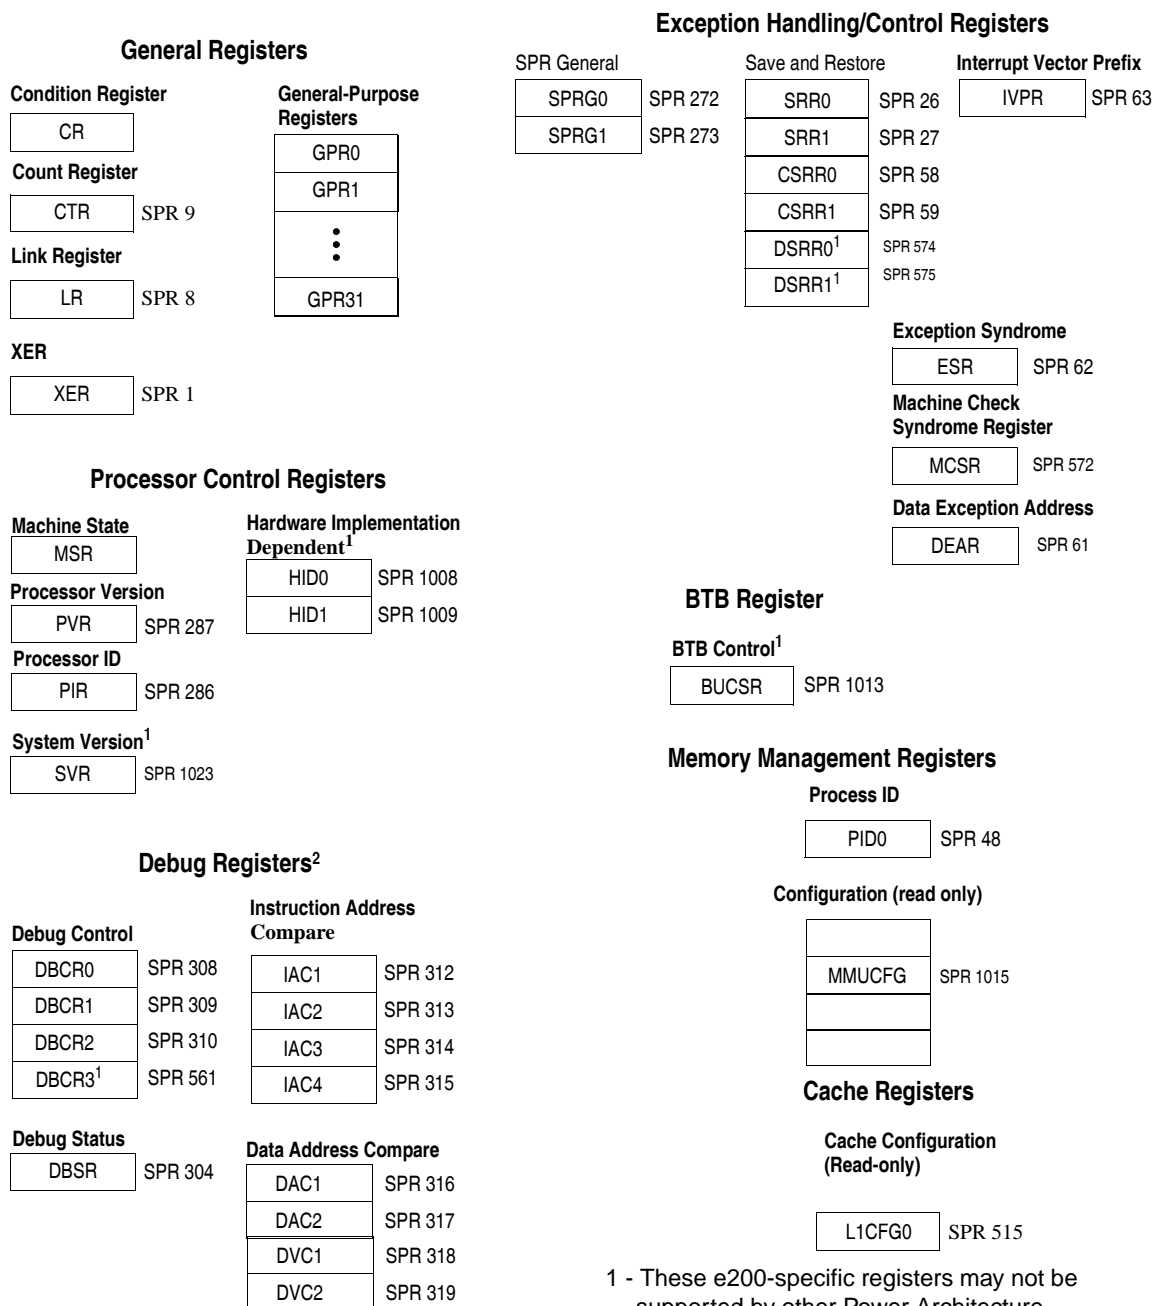 General Registers
Condition Register
CR
Count Register
CTR SPR 9
Link Register
LR SPR 8
XER
XER SPR 1
General-Purpose
Registers
GPR0
GPR1
GPR31
Processor Control Registers
Machine State
MSR
Processor Version
PVR SPR 287
Processor ID
PIR SPR 286
System Version1
SVR SPR 1023
Hardware Implementation
Dependent1
HID0 SPR 1008
HID1 SPR 1009
Debug Registers2
Debug Control
DBCR0 SPR 308
DBCR1 SPR 309
DBCR2 SPR 310
DBCR31 SPR 561
Debug Status
DBSR SPR 304
Instruction Address
Compare
IAC1 SPR 312
IAC2 SPR 313
IAC3 SPR 314
IAC4 SPR 315
Data Address Compare
DAC1 SPR 316
DAC2 SPR 317
DVC1 SPR 318
DVC2 SPR 319
Exception Handling/Control Registers
SPR General
SPRG0 SPR 272
SPRG1 SPR 273
Save and Restore
SRR0 SPR 26
SRR1 SPR 27
CSRR0 SPR 58
CSRR1 SPR 59
DSRR01 SPR 574
DSRR11 SPR 575
Interrupt Vector Prefix
IVPR SPR 63
Exception Syndrome
ESR SPR 62
Machine Check
Syndrome Register
MCSR SPR 572
Data Exception Address
DEAR SPR 61
BTB Register
BTB Control1
BUCSR SPR 1013
Memory Management Registers
Process ID
PID0 SPR 48
Configuration (read only)
MMUCFG SPR 1015
Cache Registers
Cache Configuration
(Read-only)
L1CFG0 SPR 515
1 - These e200-specific registers may not be
supported by other Power Architecture